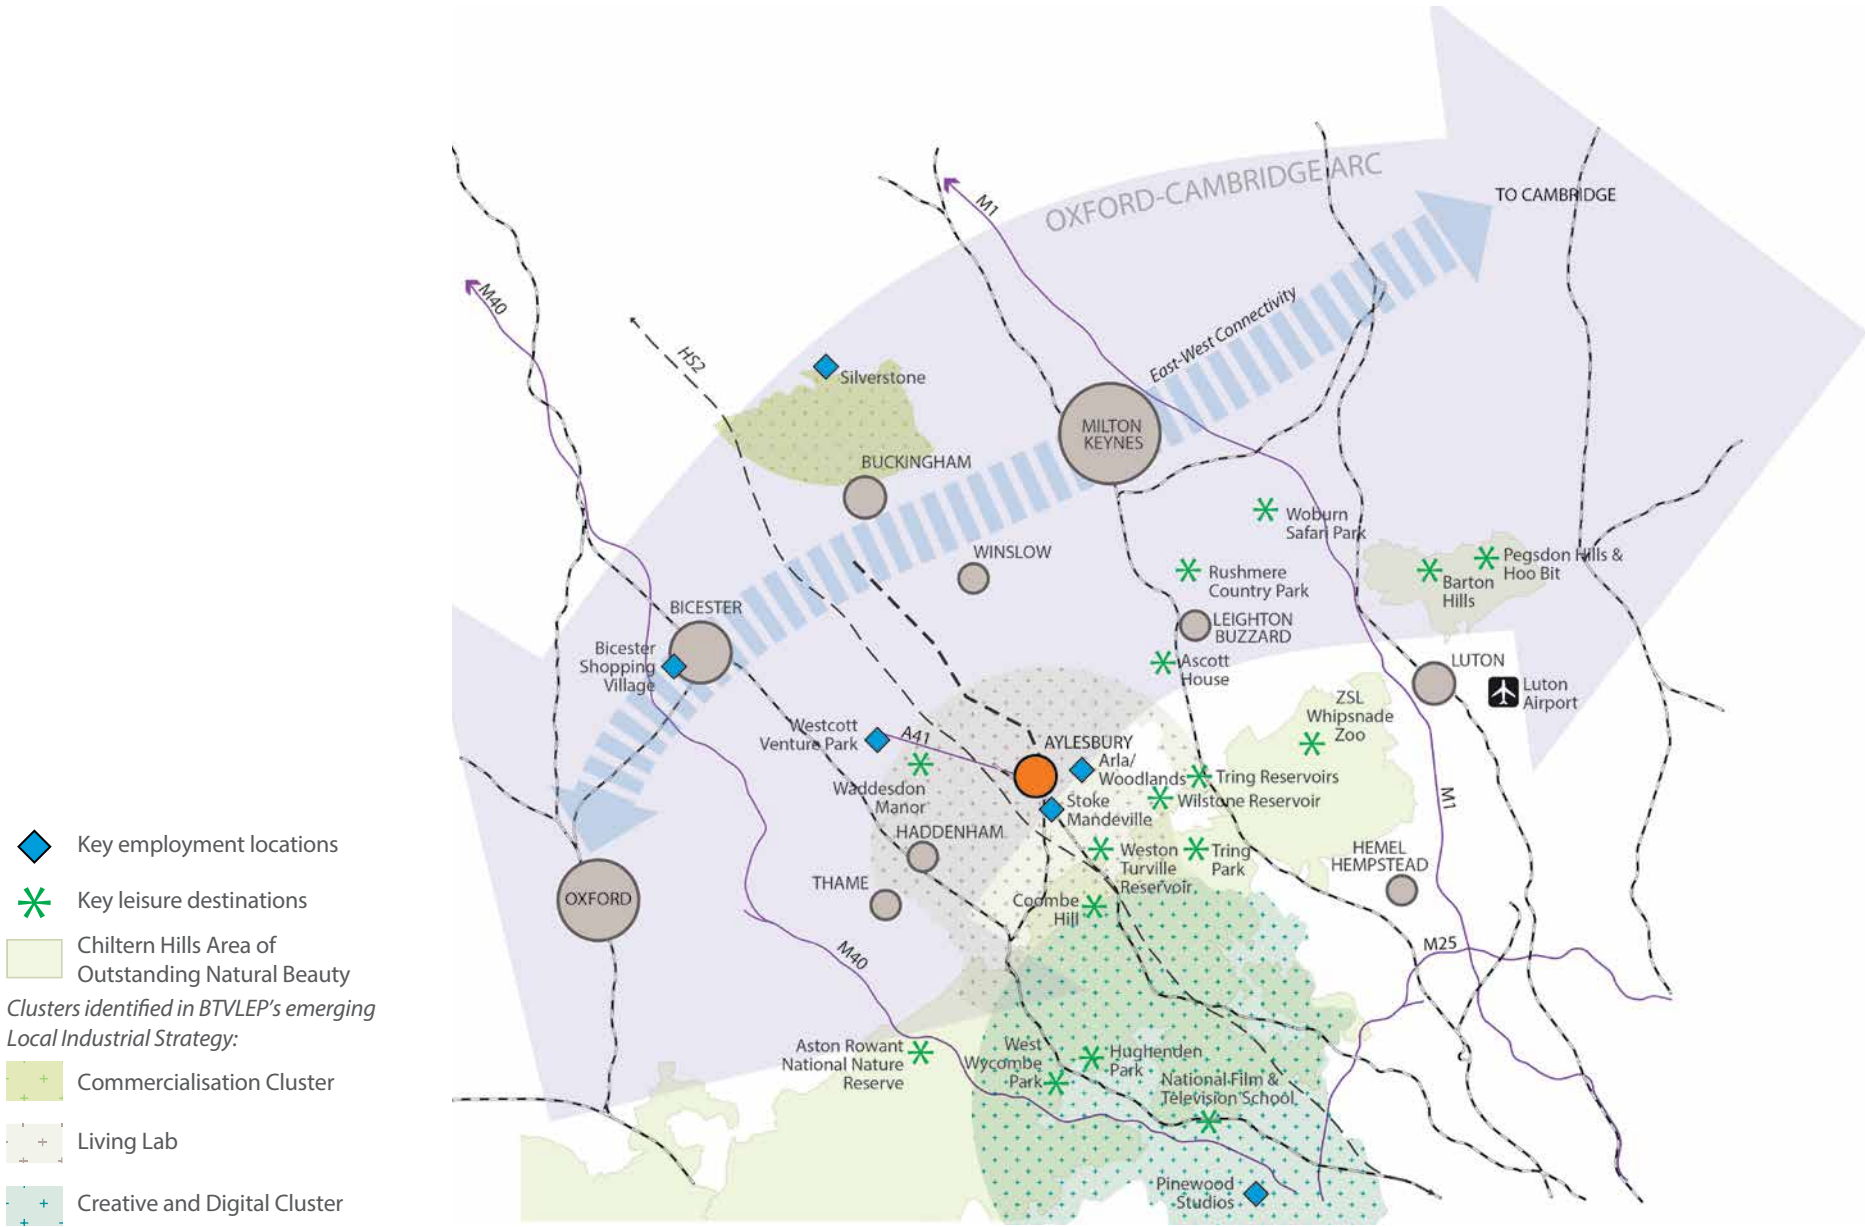 OXFORD-CAMBRIDGE ARC
TO CAMBRIDGE
M1
M40
HS2
East-West Connectivity
Silverstone
MILTON
KEYNES
BUCKINGHAM
Woburn
Safari Park
WINSLOW
Rushmere
Country Park
Pegsdon Hills &
Hoo Bit
Barton
Hills
BICESTER
LEIGHTON
BUZZARD
Bicester
Shopping
Village
Ascott
House
LUTON
Luton
Airport
ZSL
Whipsnade
Zoo
Westcott
Venture Park
A41
AYLESBURY
Arla/
Woodlands
Tring Reservoirs
Waddesdon
Manor
Stoke
Mandeville
Wilstone Reservoir
M1
HADDENHAM
Weston
Turville
Reservoir
Tring
Park
HEMEL
HEMPSTEAD
THAME
OXFORD
Coombe
Hill
M40
M25
Aston Rowant
National Nature
Reserve
West
Wycombe
Park
Hughenden
Park
National Film &
Television School
Pinewood
Studios
Key employment locations
Key leisure destinations
Chiltern Hills Area of
Outstanding Natural Beauty
Clusters identified in BTVLEP's emerging
Local Industrial Strategy:
Commercialisation Cluster
Living Lab
Creative and Digital Cluster